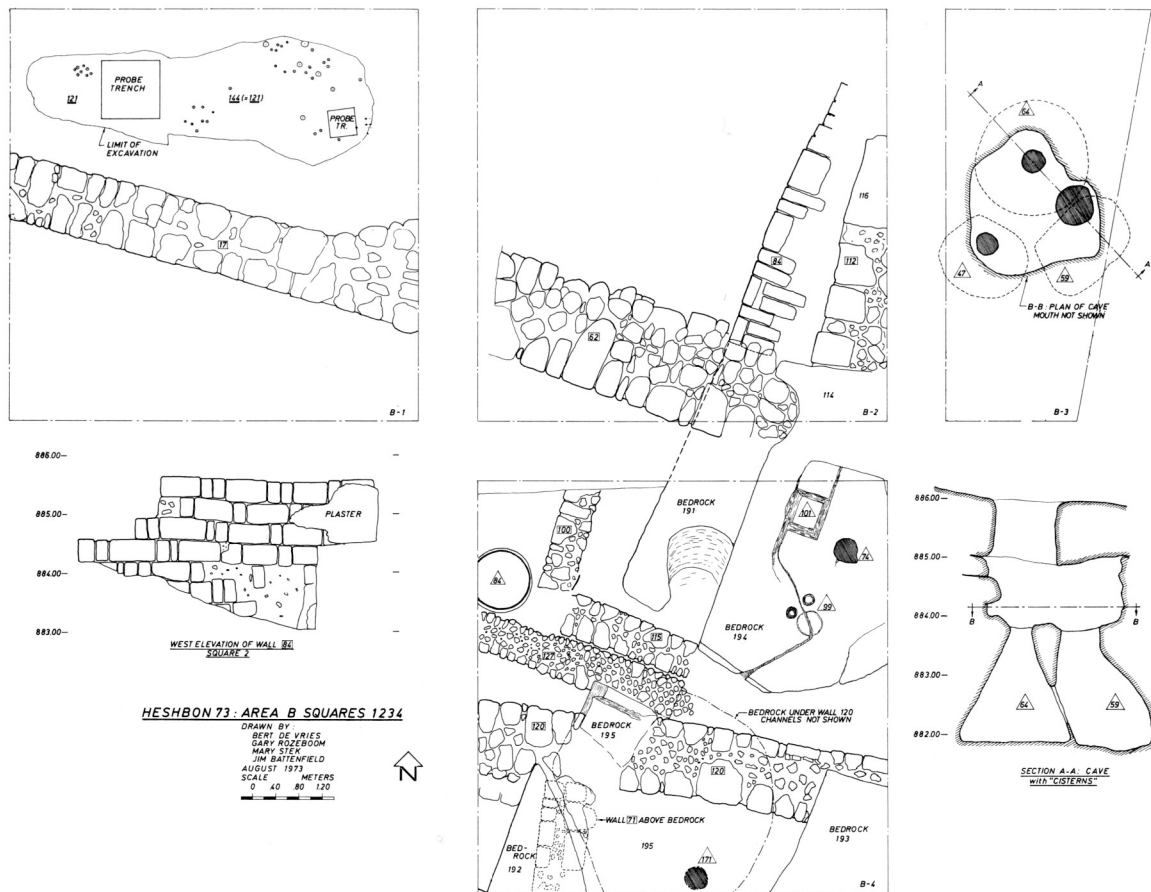 PROBE
TRENCH
121
144 (= 121)
PROBE
TR.
LIMIT OF
EXCAVATION
17
B-1
116
84
112
62
114
B-2
A
64
47
59
A
B-B: PLAN OF CAVE
MOUTH NOT SHOWN
B-3
886.00
885.00
884.00
883.00
PLASTER
WEST ELEVATION OF WALL 84
SQUARE 2
HESHBON 73: AREA B SQUARES 1234
DRAWN BY:
BERT DE VRIES
GARY ROZEBOOM
MARY STEK
JIM BATTENFIELD
AUGUST 1973
SCALE METERS
0 .40 .80 1.20
N
BEDROCK
191
100
101
84
74
99
115
BEDROCK
194
127
BEDROCK UNDER WALL 120
CHANNELS NOT SHOWN
120
BEDROCK
195
120
WALL 71 ABOVE BEDROCK
BED-
ROCK
192
195
BEDROCK
193
171
B-4
886.00
885.00
884.00
B B
883.00
64
59
882.00
SECTION A-A: CAVE
with "CISTERNS"